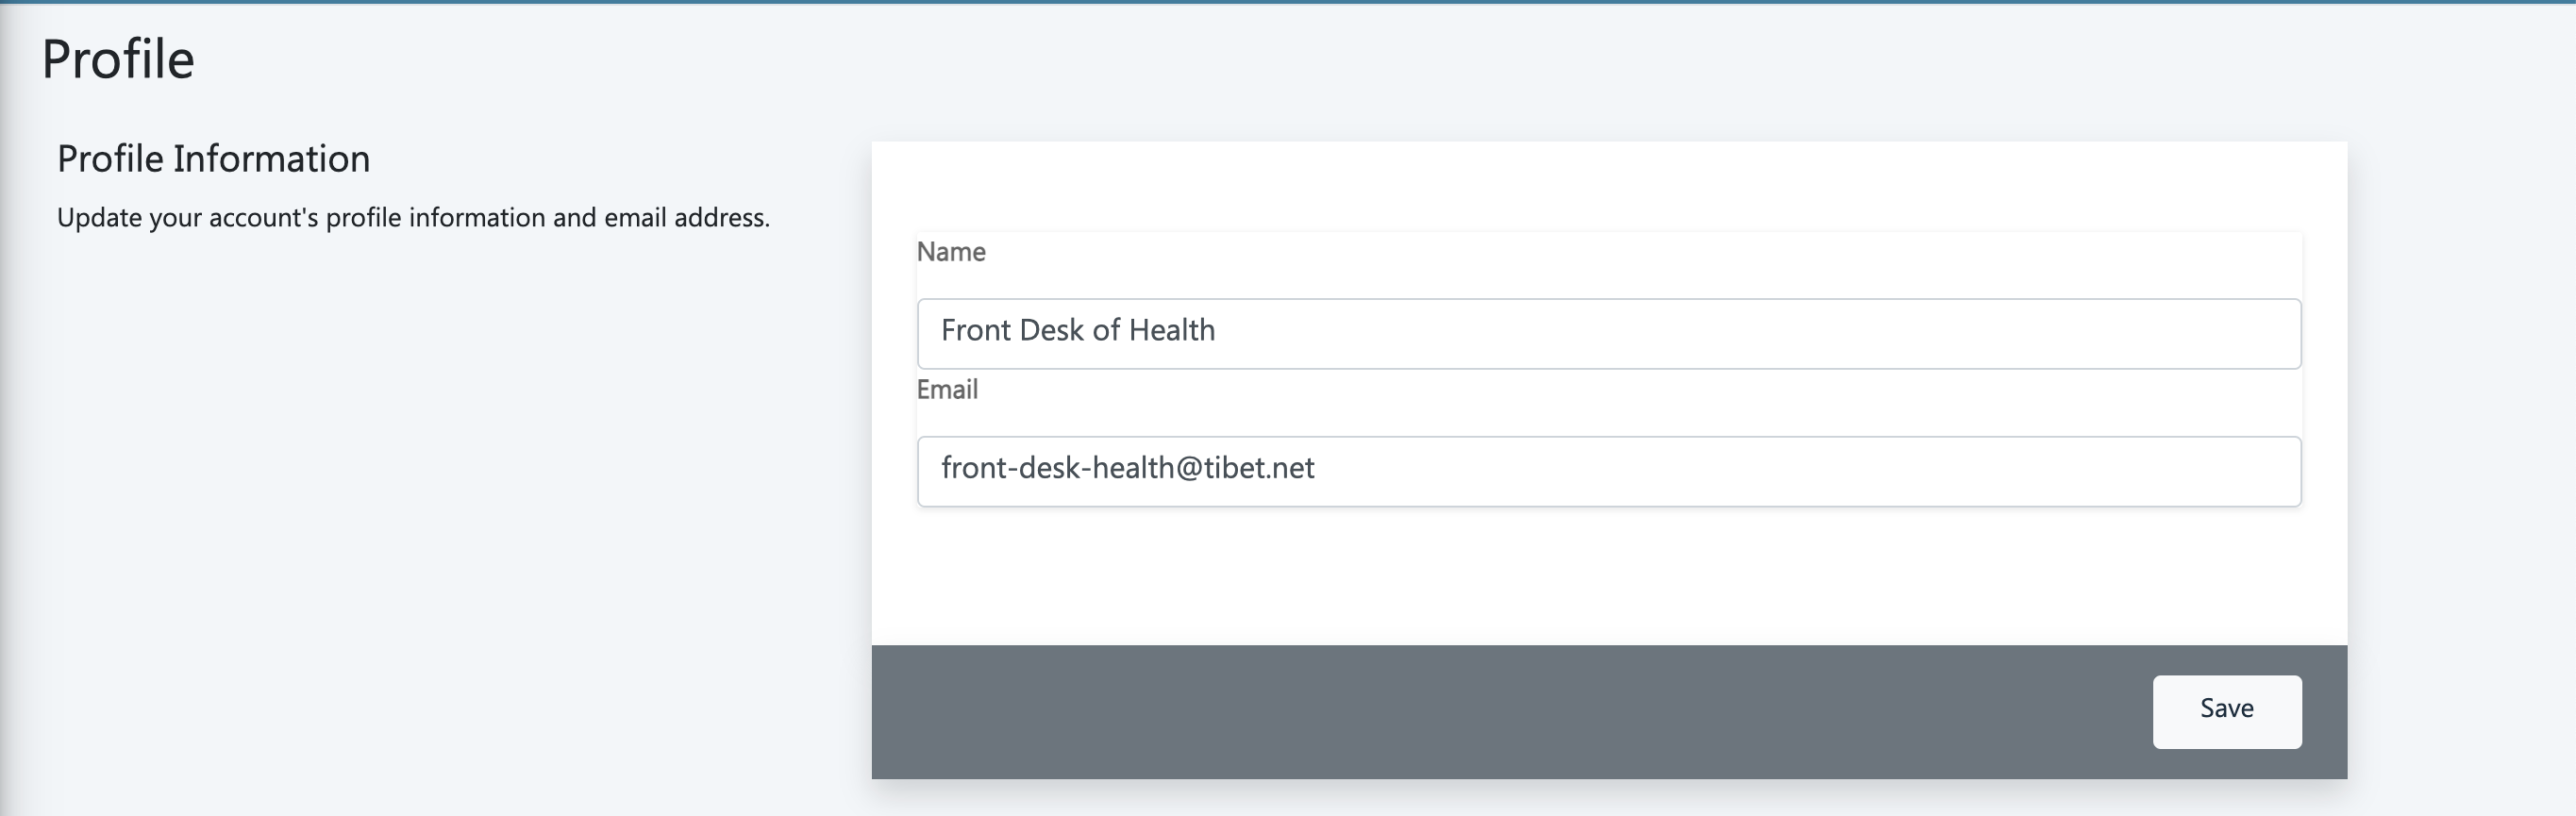 Profile
Profile Information
Update your account's profile information and email address.
Name
Front Desk of Health
Email
front-desk-health@tibet.net
Save